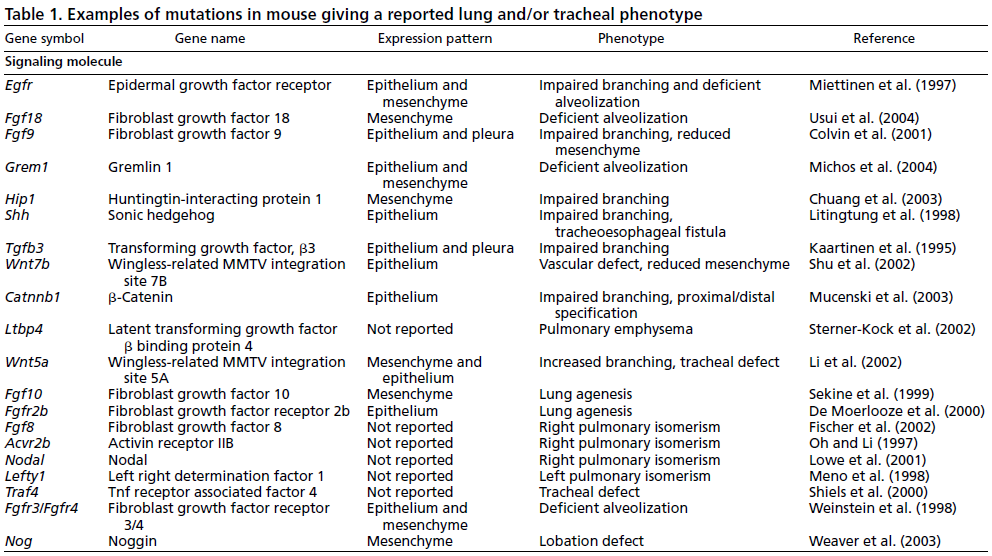 Table 1. Examples of mutations in mouse giving a reported lung and/or tracheal phenotype
Gene symbol Gene name Expression pattern Phenotype Reference
Signaling molecule
Egfr Epidermal growth factor receptor Epithelium and Impaired branching and deficient Miettinen et al. (1997)
mesenchyme alveolization
Fgf18 Fibroblast growth factor 18 Mesenchyme Deficient alveolization Usui et al. (2004)
Fgf9 Fibroblast growth factor 9 Epithelium and pleura Impaired branching, reduced Colvin et al. (2001)
mesenchyme
Grem1 Gremlin 1 Epithelium and Deficient alveolization Michos et al. (2004)
mesenchyme
Hip1 Huntingtin-interacting protein 1 Mesenchyme Impaired branching Chuang et al. (2003)
Shh Sonic hedgehog Epithelium Impaired branching, Litingtung et al. (1998)
tracheoesophageal fistula
Tgfb3 Transforming growth factor, β3 Epithelium and pleura Impaired branching Kaartinen et al. (1995)
Wnt7b Wingless-related MMTV integration Epithelium Vascular defect, reduced mesenchyme Shu et al. (2002)
site 7B
Catnnb1 β-Catenin Epithelium Impaired branching, proximal/distal Mucenski et al. (2003)
specification
Ltbp4 Latent transforming growth factor Not reported Pulmonary emphysema Sterner-Kock et al. (2002)
β binding protein 4
Wnt5a Wingless-related MMTV integration Mesenchyme and Increased branching, tracheal defect Li et al. (2002)
site 5A epithelium
Fgf10 Fibroblast growth factor 10 Mesenchyme Lung agenesis Sekine et al. (1999)
Fgfr2b Fibroblast growth factor receptor 2b Epithelium Lung agenesis De Moerlooze et al. (2000)
Fgf8 Fibroblast growth factor 8 Not reported Right pulmonary isomerism Fischer et al. (2002)
Acvr2b Activin receptor IIB Not reported Right pulmonary isomerism Oh and Li (1997)
Nodal Nodal Not reported Right pulmonary isomerism Lowe et al. (2001)
Lefty1 Left right determination factor 1 Not reported Left pulmonary isomerism Meno et al. (1998)
Traf4 Tnf receptor associated factor 4 Not reported Tracheal defect Shiels et al. (2000)
Fgfr3/Fgfr4 Fibroblast growth factor receptor Epithelium and Deficient alveolization Weinstein et al. (1998)
3/4 mesenchyme
Nog Noggin Mesenchyme Lobation defect Weaver et al. (2003)